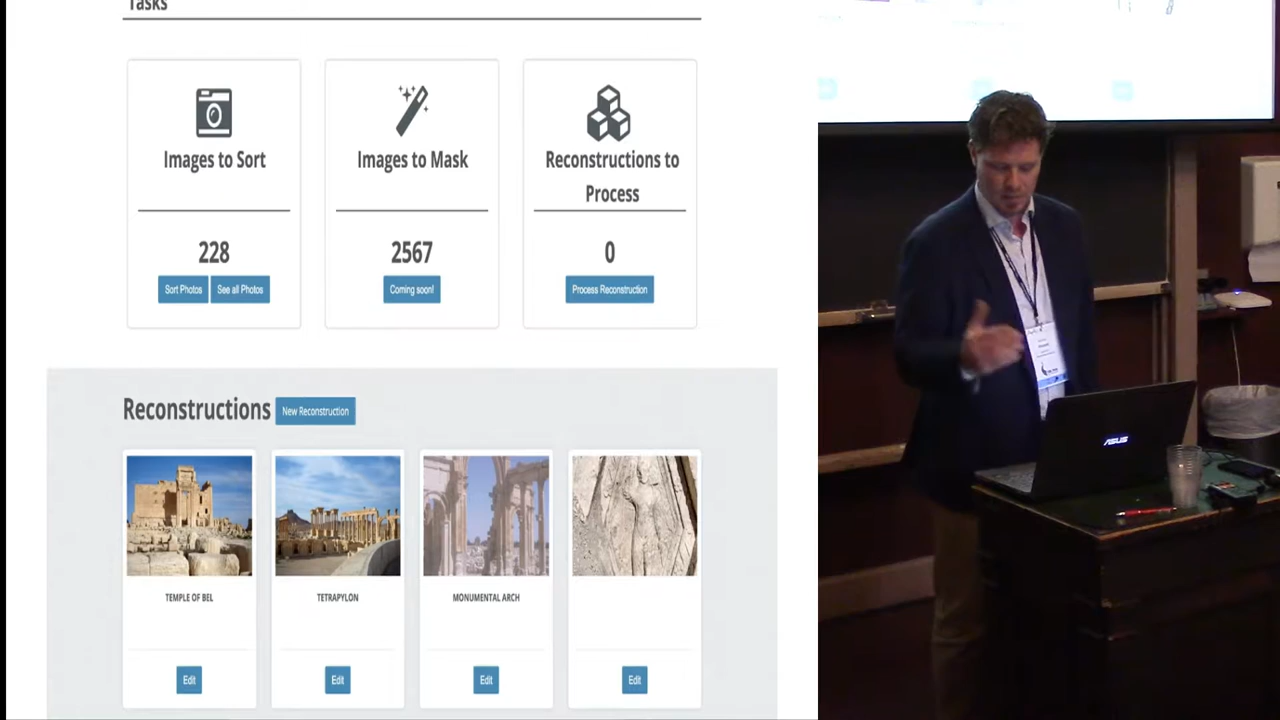 Tasks
Images to Sort
Images to Mask
Reconstructions to
Process
228
2567
0
Sort Photos
See all Photos
Coming soon!
Process Reconstruction
Reconstructions
New Reconstruction
TEMPLE OF BEL
TETRAPYLON
MONUMENTAL ARCH
Edit
Edit
Edit
Edit
ASUS